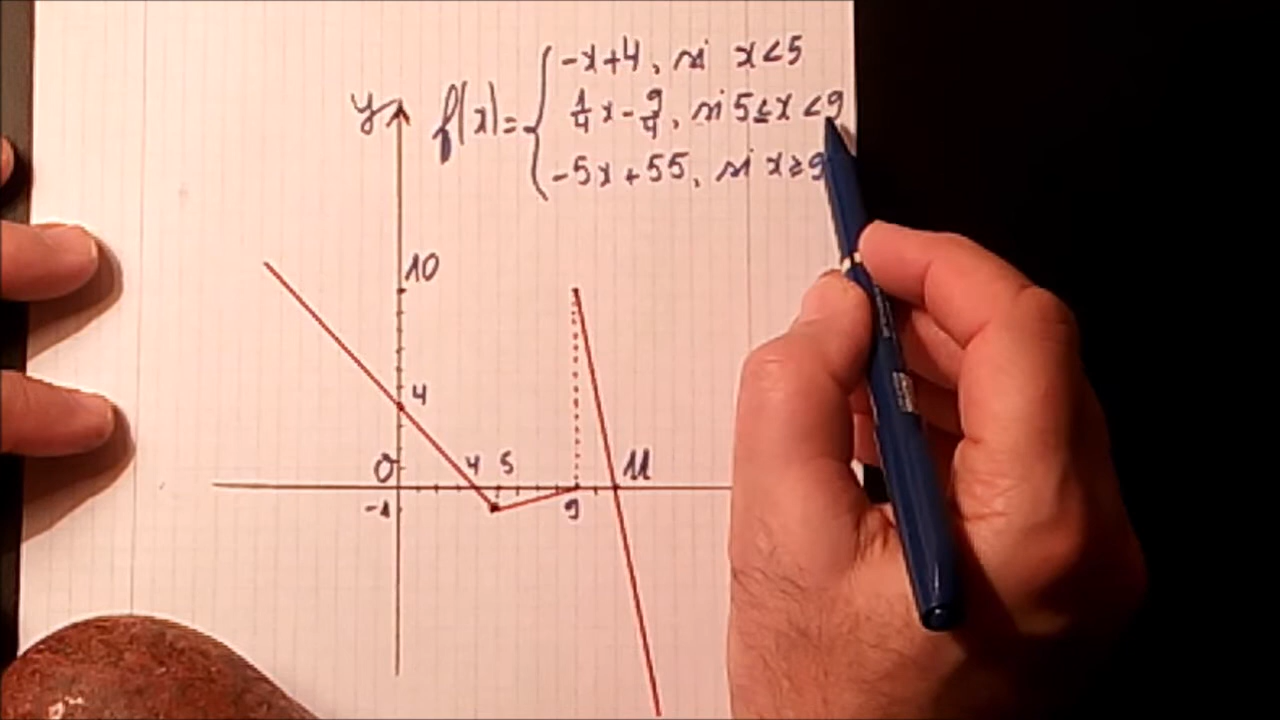 f(x)= { -x+4, si x<5
1/4 x - 9/4, si 5≤x<9
-5x+55, si x≥9
y
10
4
0 4 5 11
-1 9